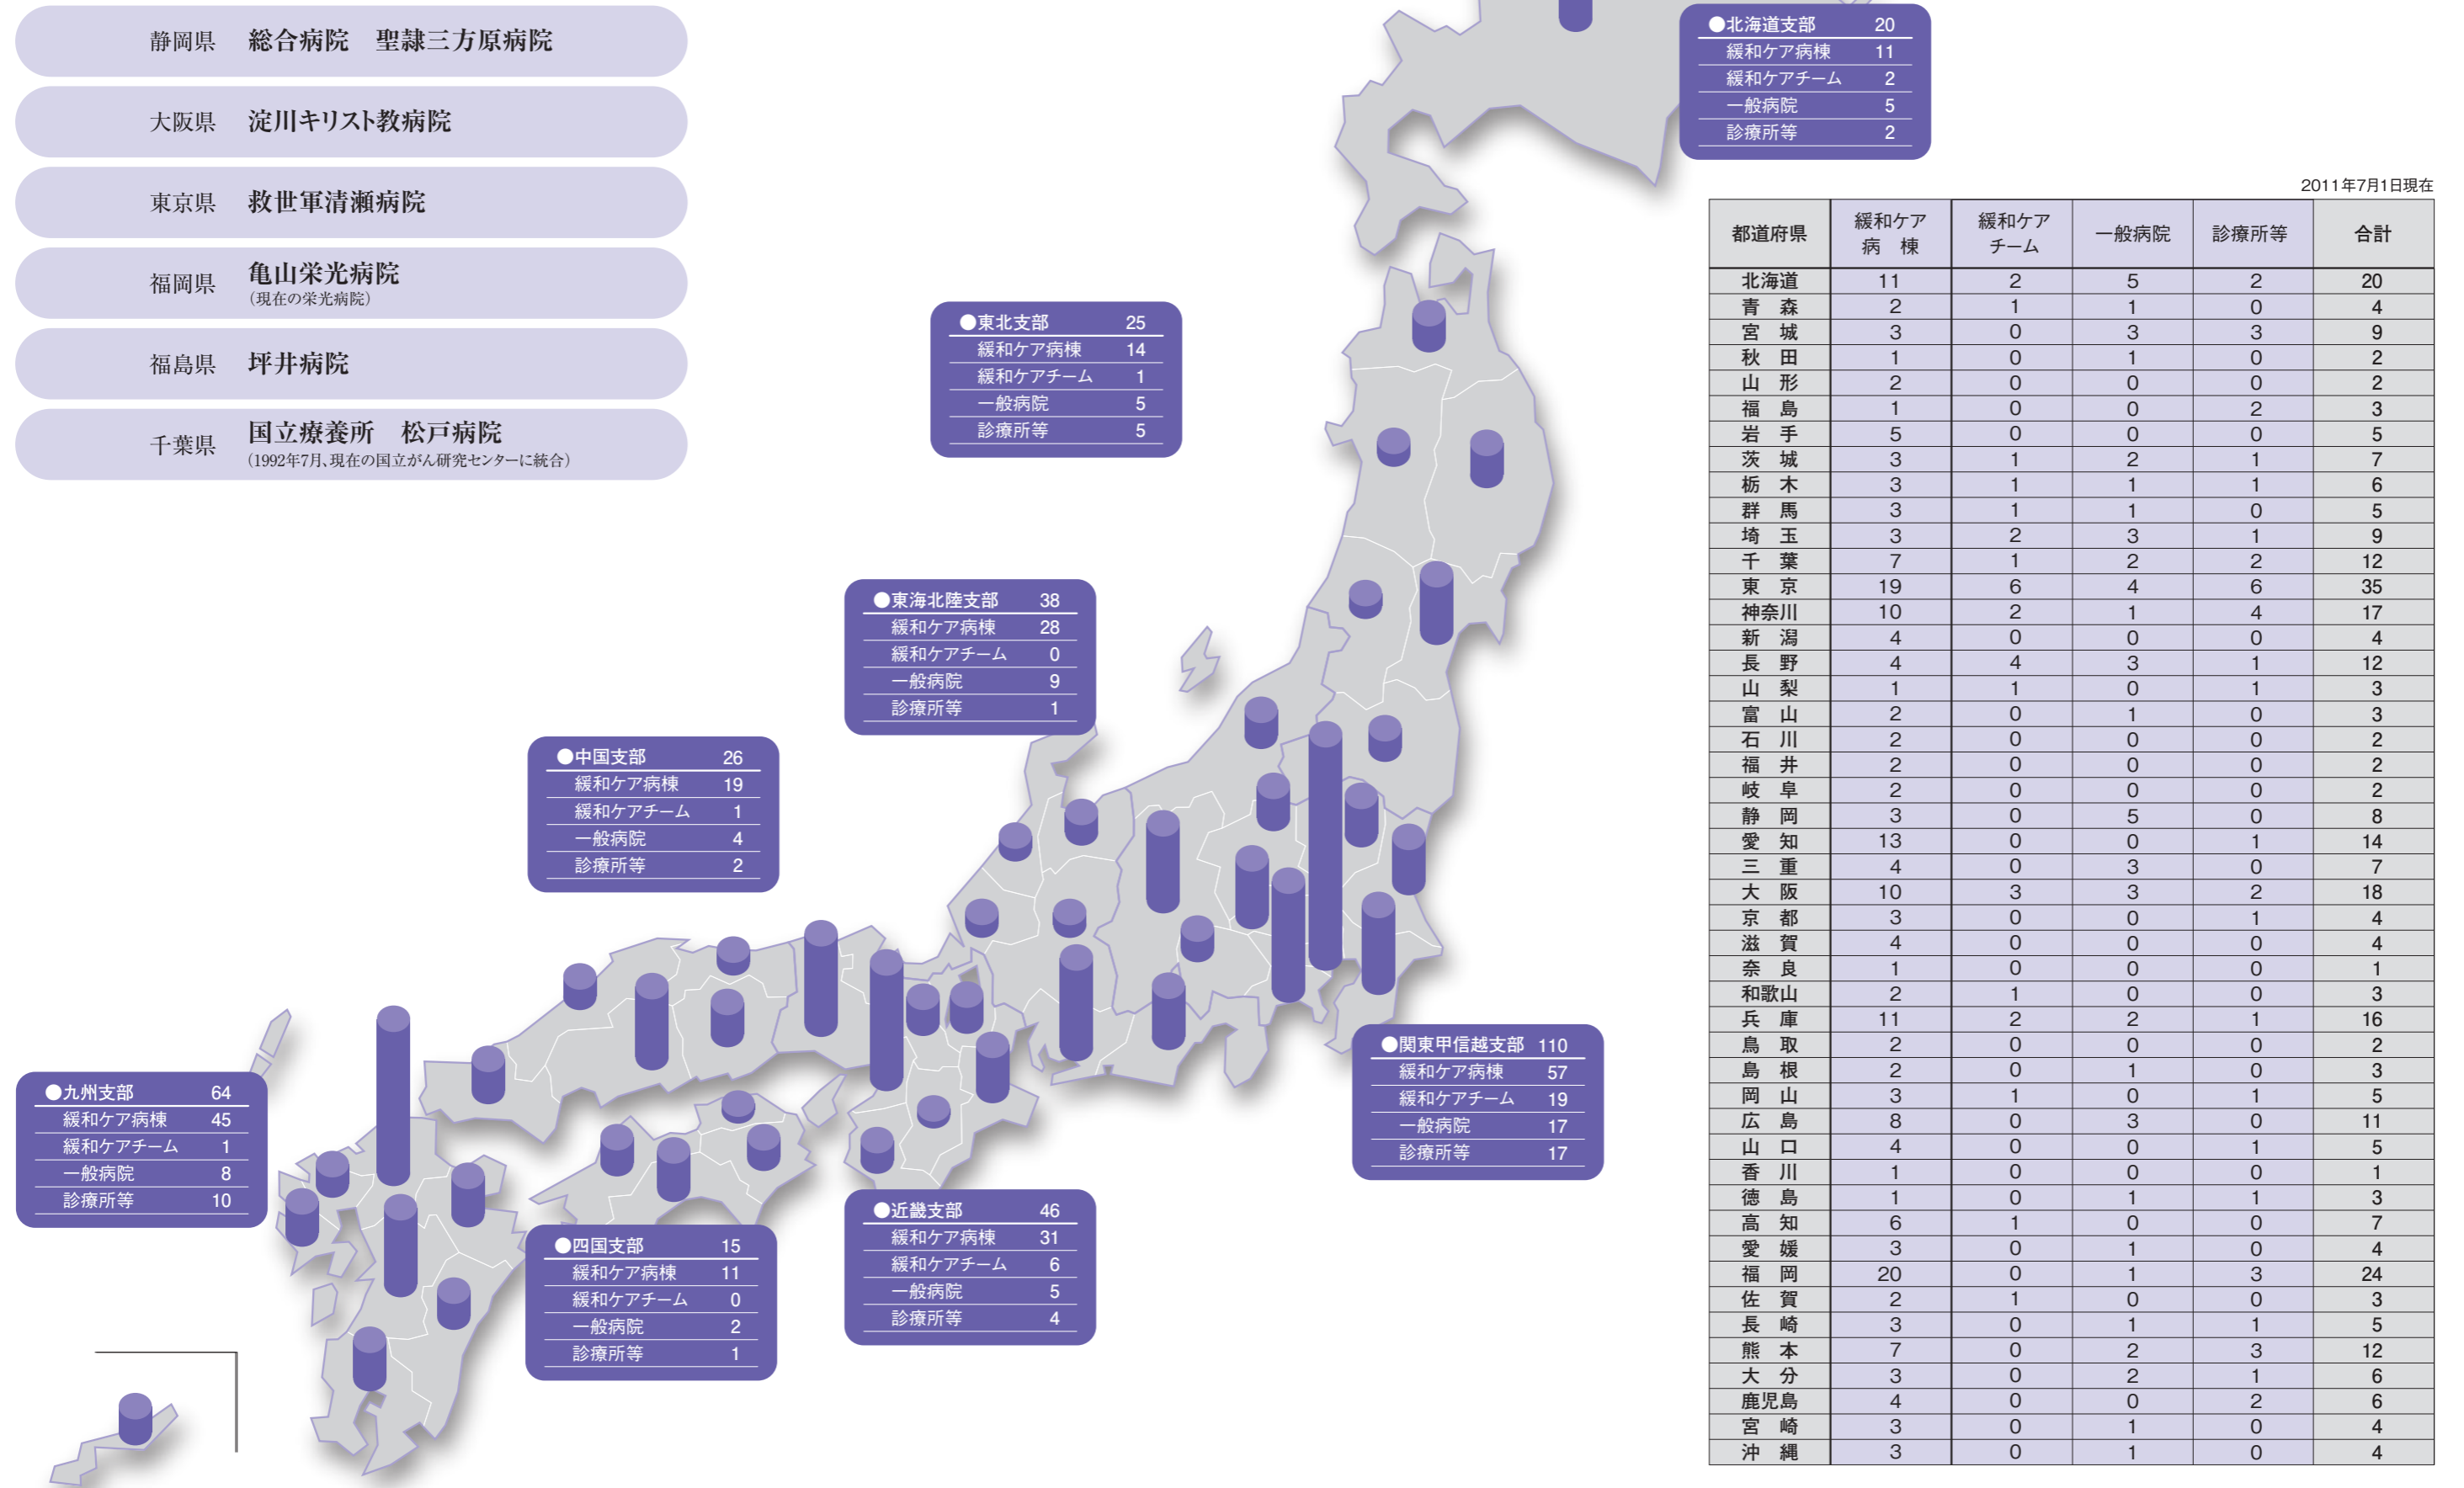 静岡県 総合病院 聖隷三方原病院
大阪県 淀川キリスト教病院
東京県 救世軍清瀬病院
福岡県 亀山栄光病院
(現在の栄光病院)
福島県 坪井病院
千葉県 国立療養所 松戸病院
(1992年7月、現在の国立がん研究センターに統合)
●北海道支部 20
緩和ケア病棟 11
緩和ケアチーム 2
一般病院 5
診療所等 2
●東北支部 25
緩和ケア病棟 14
緩和ケアチーム 1
一般病院 5
診療所等 5
●東海北陸支部 38
緩和ケア病棟 28
緩和ケアチーム 0
一般病院 9
診療所等 1
●中国支部 26
緩和ケア病棟 19
緩和ケアチーム 1
一般病院 4
診療所等 2
●関東甲信越支部 110
緩和ケア病棟 57
緩和ケアチーム 19
一般病院 17
診療所等 17
●九州支部 64
緩和ケア病棟 45
緩和ケアチーム 1
一般病院 8
診療所等 10
●近畿支部 46
緩和ケア病棟 31
緩和ケアチーム 6
一般病院 5
診療所等 4
●四国支部 15
緩和ケア病棟 11
緩和ケアチーム 0
一般病院 2
診療所等 1
2011年7月1日現在
都道府県 緩和ケア病棟 緩和ケアチーム 一般病院 診療所等 合計
北海道 11 2 5 2 20
青森 2 1 1 0 4
宮城 3 0 3 3 9
秋田 1 0 1 0 2
山形 2 0 0 0 2
福島 1 0 0 2 3
岩手 5 0 0 0 5
茨城 3 1 2 1 7
栃木 3 1 1 1 6
群馬 3 1 1 0 5
埼玉 3 2 3 1 9
千葉 7 1 2 2 12
東京 19 6 4 6 35
神奈川 10 2 1 4 17
新潟 4 0 0 0 4
長野 4 4 3 1 12
山梨 1 1 0 1 3
富山 2 0 1 0 3
石川 2 0 0 0 2
福井 2 0 0 0 2
岐阜 2 0 0 0 2
静岡 3 0 5 0 8
愛知 13 0 0 1 14
三重 4 0 3 0 7
大阪 10 3 3 2 18
京都 3 0 0 1 4
滋賀 4 0 0 0 4
奈良 1 0 0 0 1
和歌山 2 1 0 0 3
兵庫 11 2 2 1 16
鳥取 2 0 0 0 2
島根 2 0 1 0 3
岡山 3 1 0 1 5
広島 8 0 3 0 11
山口 4 0 0 1 5
香川 1 0 0 0 1
徳島 1 0 1 1 3
高知 6 1 0 0 7
愛媛 3 0 1 0 4
福岡 20 0 1 3 24
佐賀 2 1 0 0 3
長崎 3 0 1 1 5
熊本 7 0 2 3 12
大分 3 0 2 1 6
鹿児島 4 0 0 2 6
宮崎 3 0 1 0 4
沖縄 3 0 1 0 4